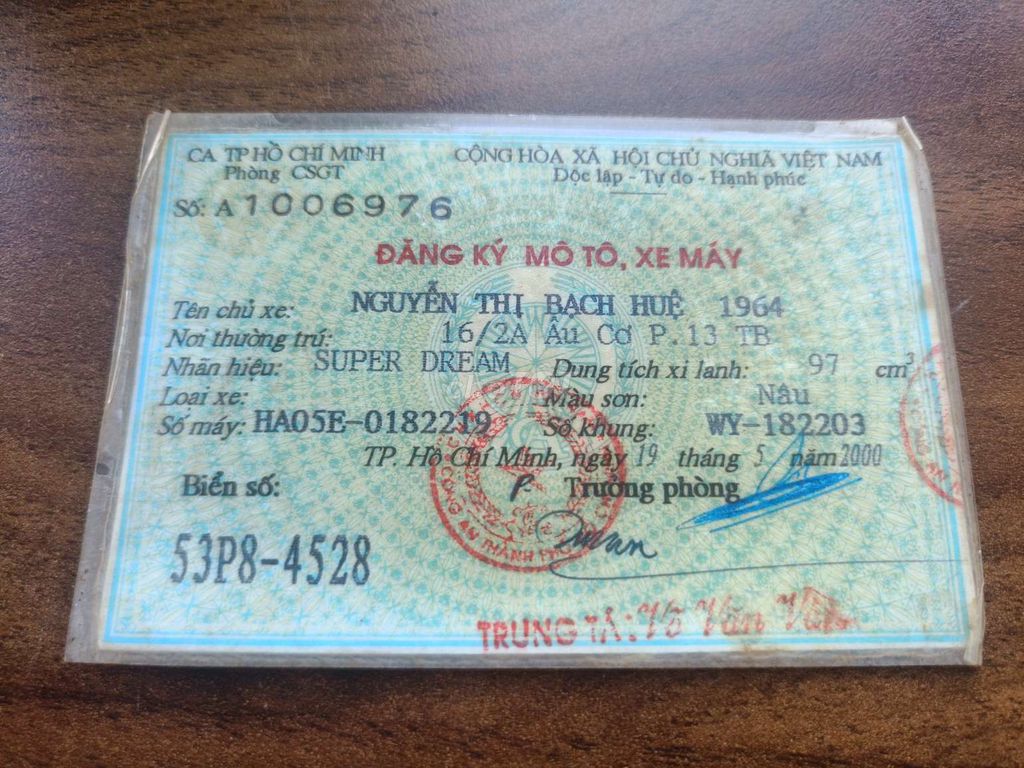 CA TP HỒ CHÍ MINH
Phòng CSGT
CỘNG HÒA XÃ HỘI CHỦ NGHĨA VIỆT NAM
Độc lập - Tự do - Hạnh phúc
Số: A 1006976
ĐĂNG KÝ MÔ TÔ, XE MÁY
Tên chủ xe: NGUYỄN THỊ BẠCH HUỆ 1964
Nơi thường trú: 16/2A Âu Cơ P.13 TB
Nhãn hiệu: SUPER DREAM Dung tích xi lanh: 97 cm³
Loại xe: Màu sơn: Nâu
Số máy: HA05E-0182219 Số khung: WY-182203
TP. Hồ Chí Minh, ngày 19 tháng 5 năm 2000
Biển số: Trưởng phòng
53P8-4528
TRUNG TÁ: Võ Văn